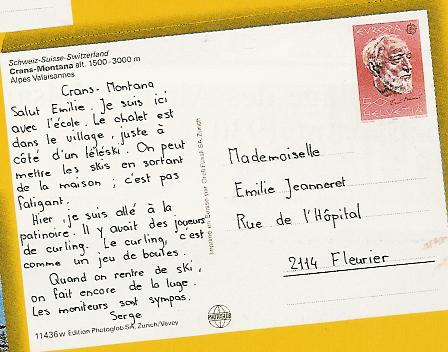 Schweiz-Suisse-Switzerland
Crans-Montana alt. 1500-3000 m
Alpes Valaisannes
Crans-Montana
Salut Emilie. Je suis ici
avec l'école. Le chalet est
dans le village, juste à
côté d'un téléski. On peut
mettre les skis en sortant
de la maison ; c'est pas
fatigant.
Hier, je suis allé à la
patinoire. Il y avait des joueurs
de curling. Le curling, c'est
comme un jeu de boules.
Quand on rentre de ski,
on fait encore de la luge.
Les moniteurs sont sympas.
Serge
11436w Edition Photoglob SA, Zürich/Vevey
Imprimé en Suisse par Orell Füssli SA, Zurich
PHOTOGLOB
EUROPA
50
HELVETIA
Mademoiselle
Emilie Jeanneret
Rue de l'Hôpital
2114 Fleurier